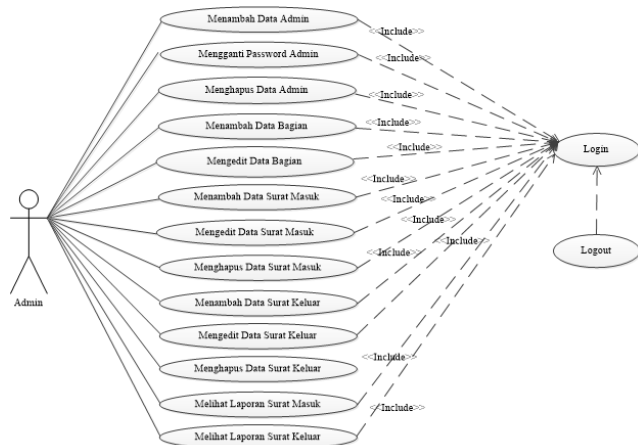 Menambah Data Admin
<<Include>>
Mengganti Password Admin
<<Include>>
Menghapus Data Admin
<<Include>>
Menambah Data Bagian
<<Include>>
Mengedit Data Bagian
<<Include>>
Login
Menambah Data Surat Masuk
<<Include>>
Mengedit Data Surat Masuk
<<Include>>
<<Include>>
Menghapus Data Surat Masuk
<<Include>>
Logout
Admin
Menambah Data Surat Keluar
Mengedit Data Surat Keluar
Menghapus Data Surat Keluar
<<Include>>
Melihat Laporan Surat Masuk
<<Include>>
Melihat Laporan Surat Keluar